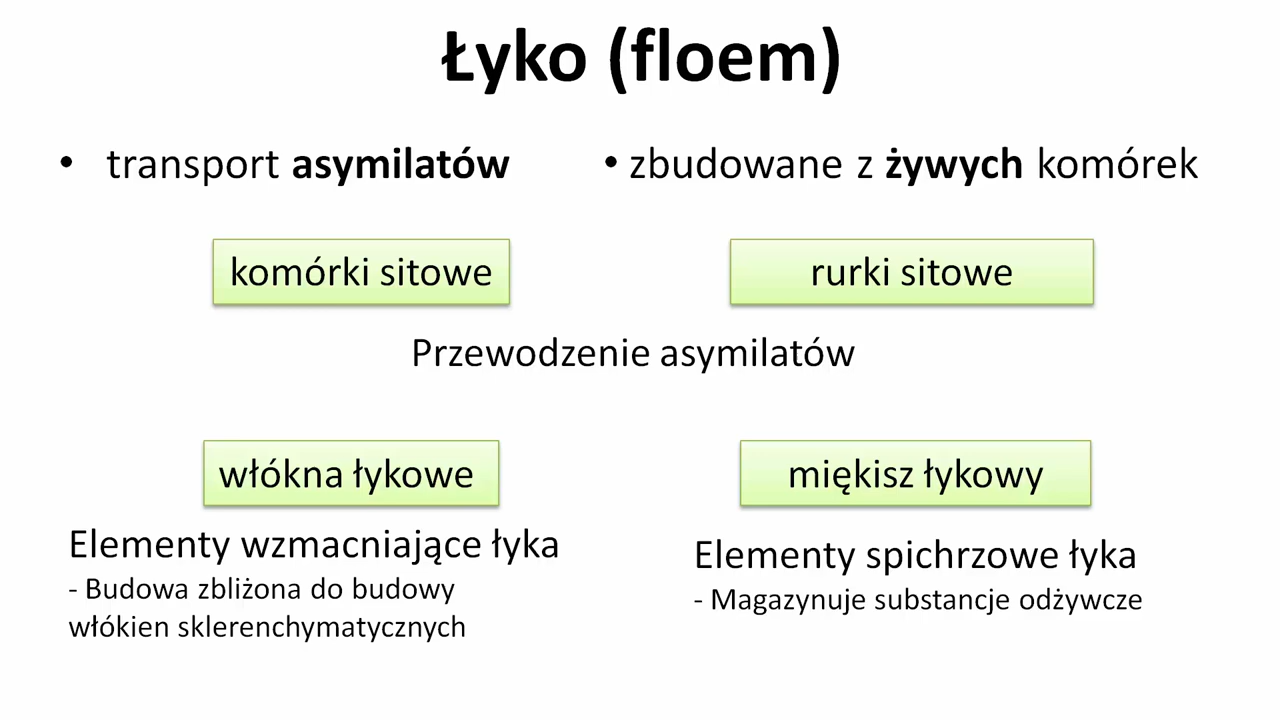 Łyko (floem)
• transport asymilatów
• zbudowane z żywych komórek
komórki sitowe
rurki sitowe
Przewodzenie asymilatów
włókna łykowe
miękisz łykowy
Elementy wzmacniające łyka
- Budowa zbliżona do budowy
włókien sklerenchymatycznych
Elementy spichrzowe łyka
- Magazynuje substancje odżywcze